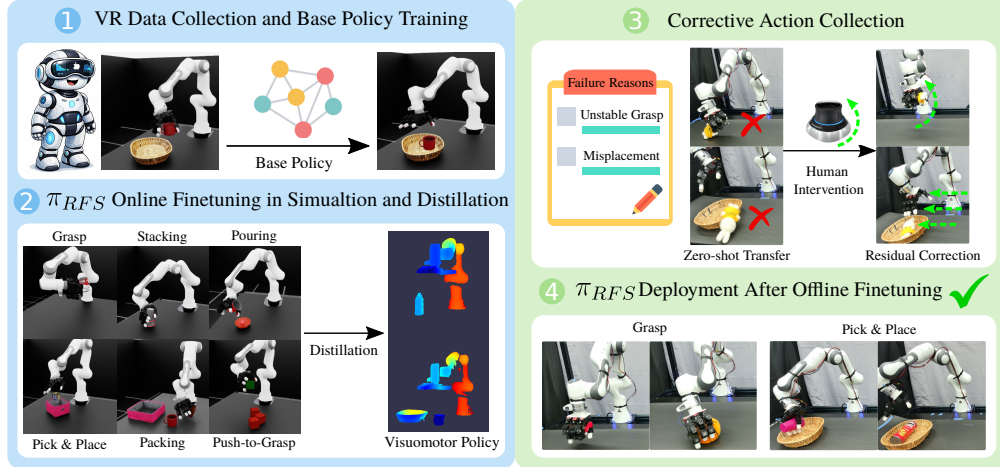 1 VR Data Collection and Base Policy Training
Base Policy
2 π_RFS Online Finetuning in Simualtion and Distillation
Grasp Stacking Pouring
Distillation
Pick & Place Packing Push-to-Grasp Visuomotor Policy
3 Corrective Action Collection
Failure Reasons
Unstable Grasp
Misplacement
Human
Intervention
Zero-shot Transfer Residual Correction
4 π_RFS Deployment After Offline Finetuning
Grasp Pick & Place